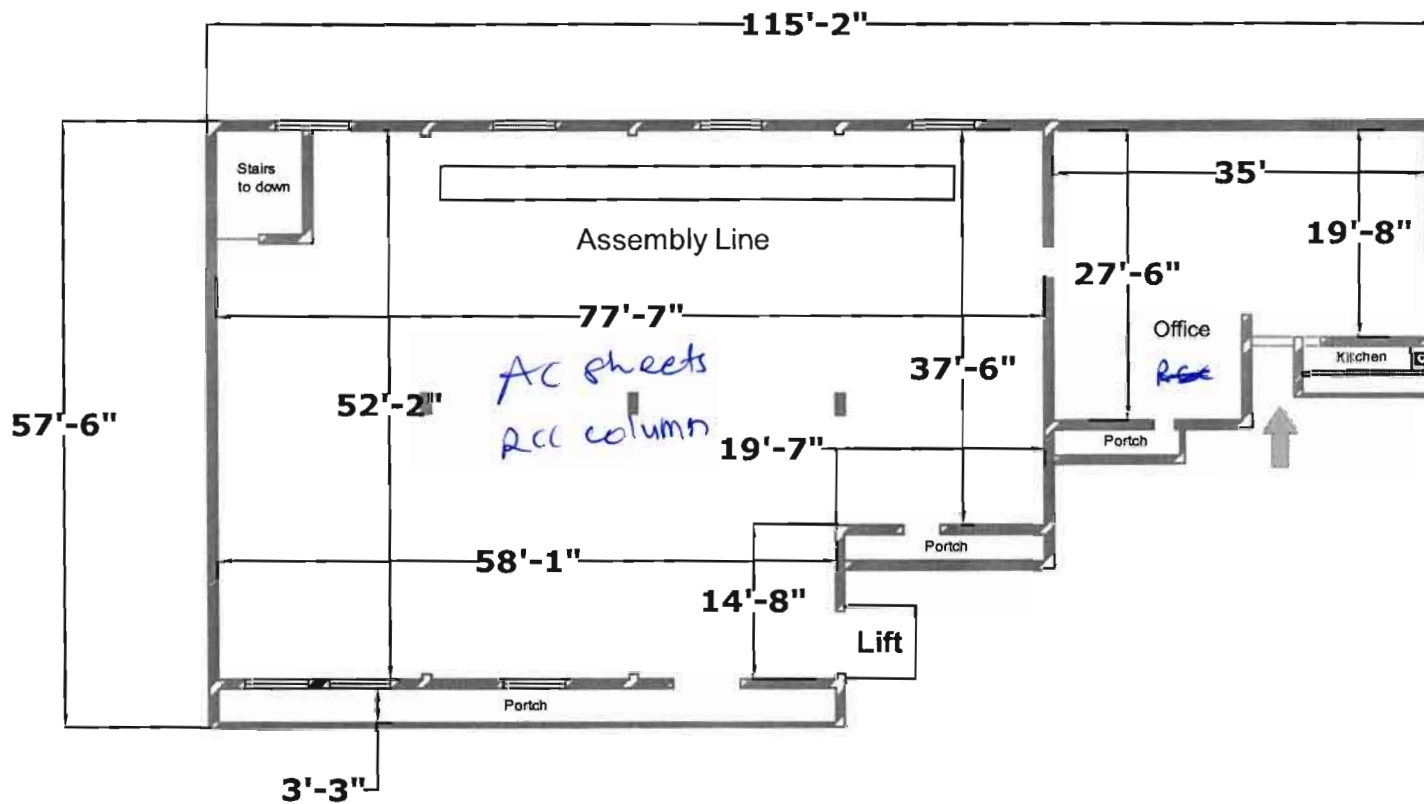 115'-2"
Stairs
to down
35'
Assembly Line
19'-8"
27'-6"
77'-7"
Office
Kitchen
AC sheets
37'-6"
52'-2"
57'-6"
RCC column
19'-7"
Portch
Portch
58'-1"
14'-8"
Lift
Portch
3'-3"